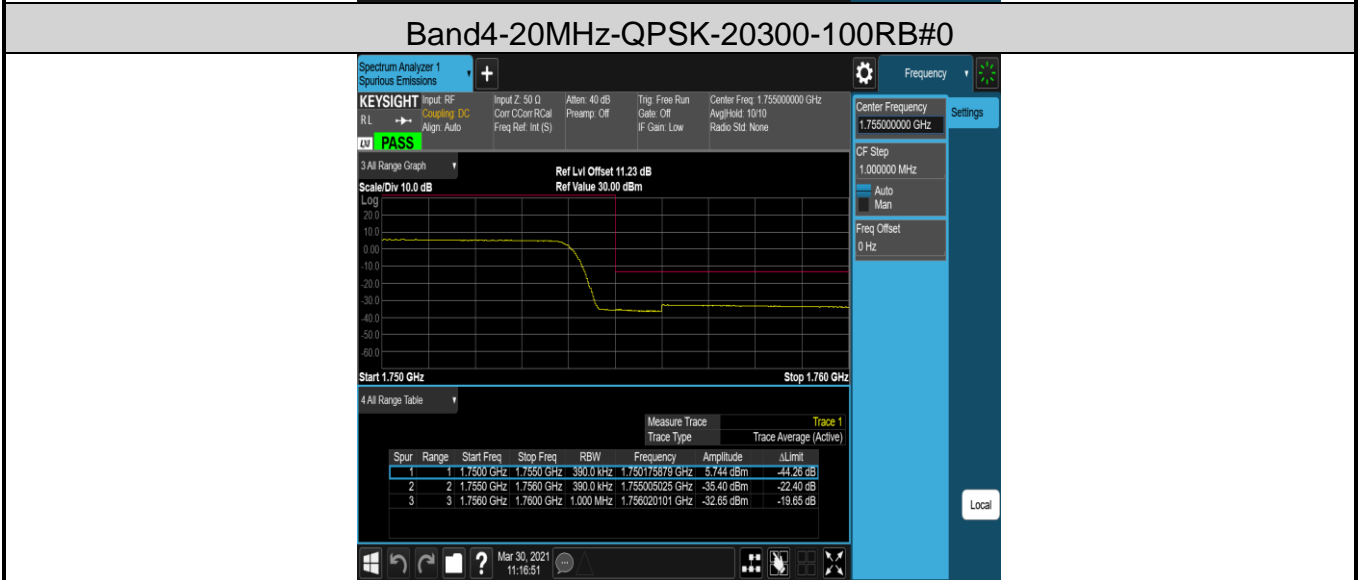 Band4-20MHz-QPSK-20300-100RB#0
Spectrum Analyzer 1
Spurious Emissions
+
Frequency
KEYSIGHT
RL
LXI
PASS
Input: RF
Coupling: DC
Align: Auto
Input Z: 50 Ω
Corr CCorr RCal
Freq Ref: Int (S)
Atten: 40 dB
Preamp: Off
Trig: Free Run
Gate: Off
IF Gain: Low
Center Freq: 1.755000000 GHz
Avg|Hold: 10/10
Radio Std: None
Center Frequency
1.755000000 GHz
Settings
CF Step
1.000000 MHz
Auto
Man
Freq Offset
0 Hz
3 All Range Graph
Ref Lvl Offset 11.23 dB
Scale/Div 10.0 dB
Ref Value 30.00 dBm
Log
20.0
10.0
0.00
-10.0
-20.0
-30.0
-40.0
-50.0
-60.0
Start 1.750 GHz
Stop 1.760 GHz
4 All Range Table
Measure Trace Trace 1
Trace Type Trace Average (Active)
Spur Range Start Freq Stop Freq RBW Frequency Amplitude ΔLimit
1 1 1.7500 GHz 1.7550 GHz 390.0 kHz 1.750175879 GHz 5.744 dBm -44.26 dB
2 2 1.7550 GHz 1.7560 GHz 390.0 kHz 1.755005025 GHz -35.40 dBm -22.40 dB
3 3 1.7560 GHz 1.7600 GHz 1.000 MHz 1.756020101 GHz -32.65 dBm -19.65 dB
Local
?
Mar 30, 2021
11:16:51